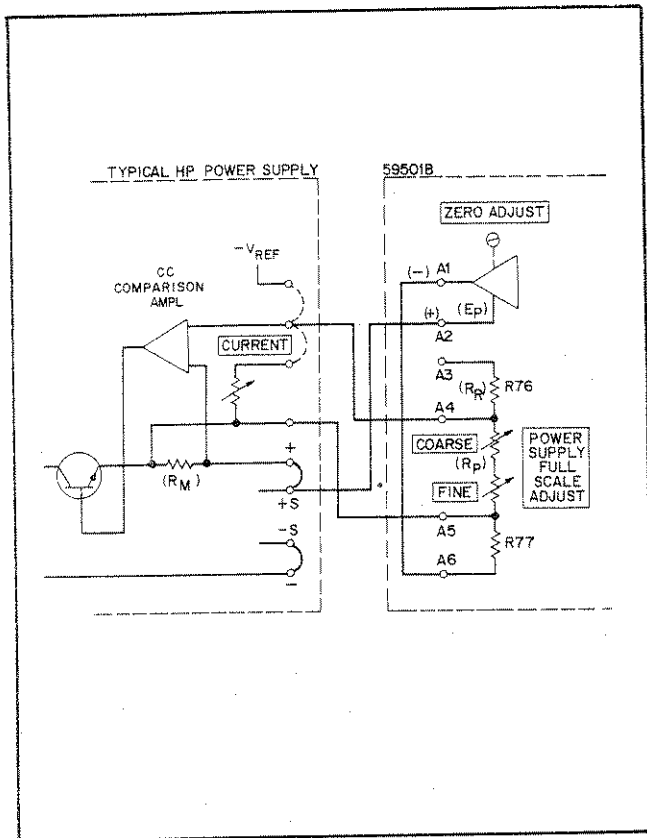 TYPICAL HP POWER SUPPLY
59501B
ZERO ADJUST
-VREF
CC
COMPARISON
AMPL
(-) A1
(+) (EP)
A2
CURRENT
A3
(RR) R76
A4
COARSE
(RP)
POWER
SUPPLY
FULL
SCALE
ADJUST
FINE
+
(RM)
+S
-S
A5
R77
A6
-